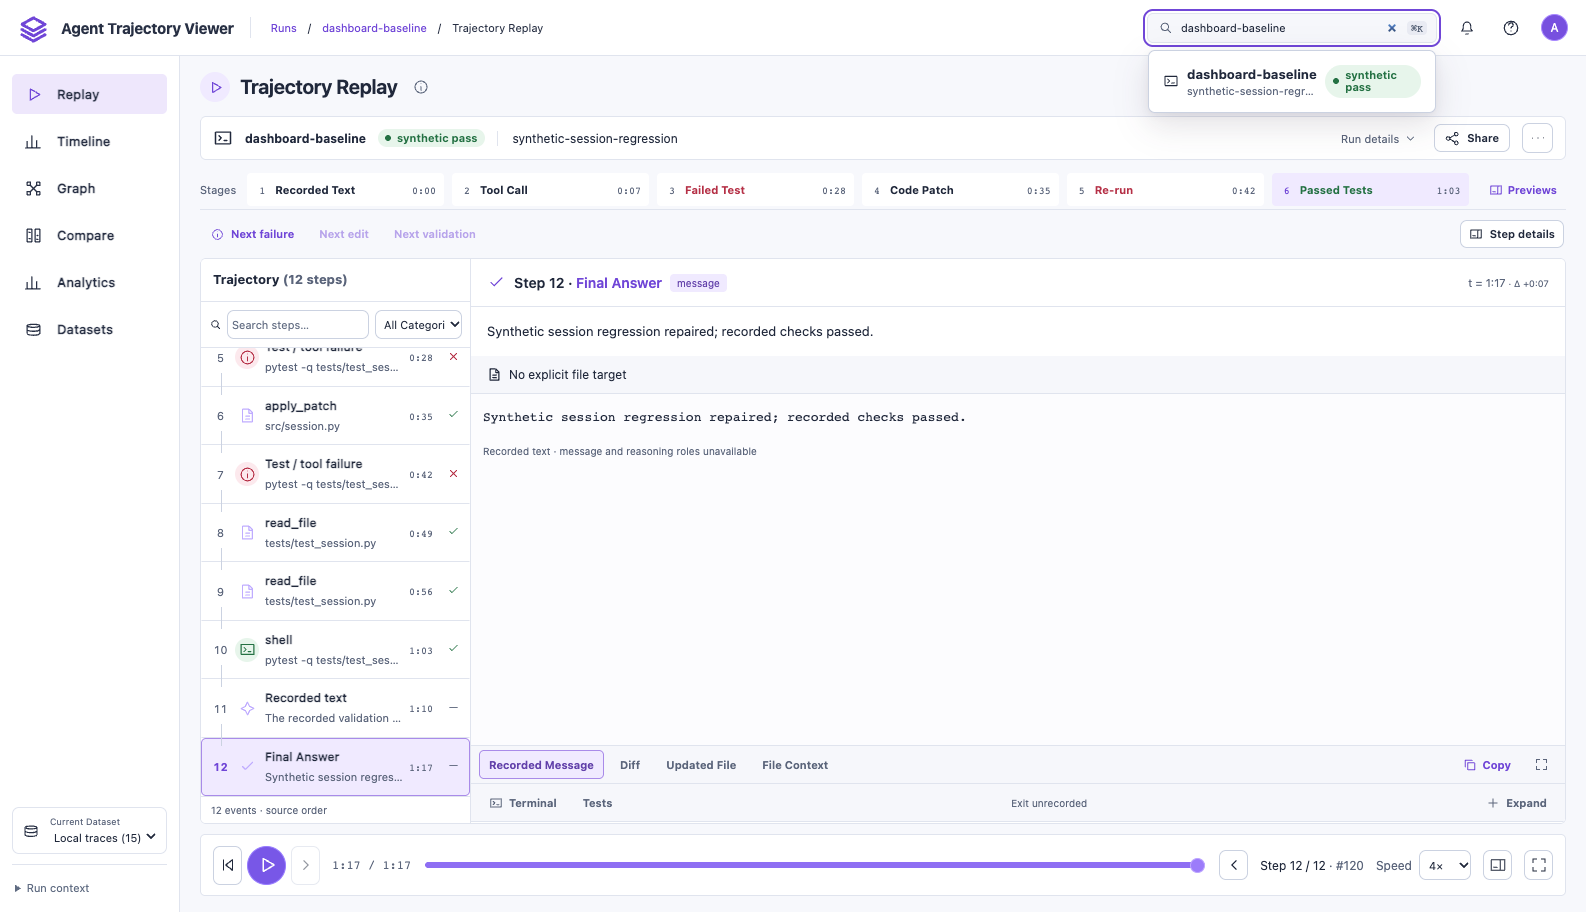 Agent Trajectory Viewer
Runs / dashboard-baseline / Trajectory Replay
dashboard-baseline
⌘K
A
dashboard-baseline
synthetic-session-regr...
synthetic pass
Replay
Timeline
Graph
Compare
Analytics
Datasets
Current Dataset
Local traces (15)
Run context
Trajectory Replay
dashboard-baseline
synthetic pass
synthetic-session-regression
Run details
Share
...
Stages
1 Recorded Text 0:00
2 Tool Call 0:07
3 Failed Test 0:28
4 Code Patch 0:35
5 Re-run 0:42
6 Passed Tests 1:03
Previews
Next failure
Next edit
Next validation
Step details
Trajectory (12 steps)
Search steps...
All Categori
5 Test / tool failure 0:28
pytest -q tests/test_ses...
6 apply_patch 0:35
src/session.py
7 Test / tool failure 0:42
pytest -q tests/test_ses...
8 read_file 0:49
tests/test_session.py
9 read_file 0:56
tests/test_session.py
10 shell 1:03
pytest -q tests/test_ses...
11 Recorded text 1:10
The recorded validation ...
12 Final Answer 1:17
Synthetic session regres...
12 events · source order
Step 12 · Final Answer message
t = 1:17 · Δ +0:07
Synthetic session regression repaired; recorded checks passed.
No explicit file target
Synthetic session regression repaired; recorded checks passed.
Recorded text · message and reasoning roles unavailable
Recorded Message
Diff
Updated File
File Context
Copy
Terminal
Tests
Exit unrecorded
Expand
1:17 / 1:17
Step 12 / 12 · #120
Speed
4×